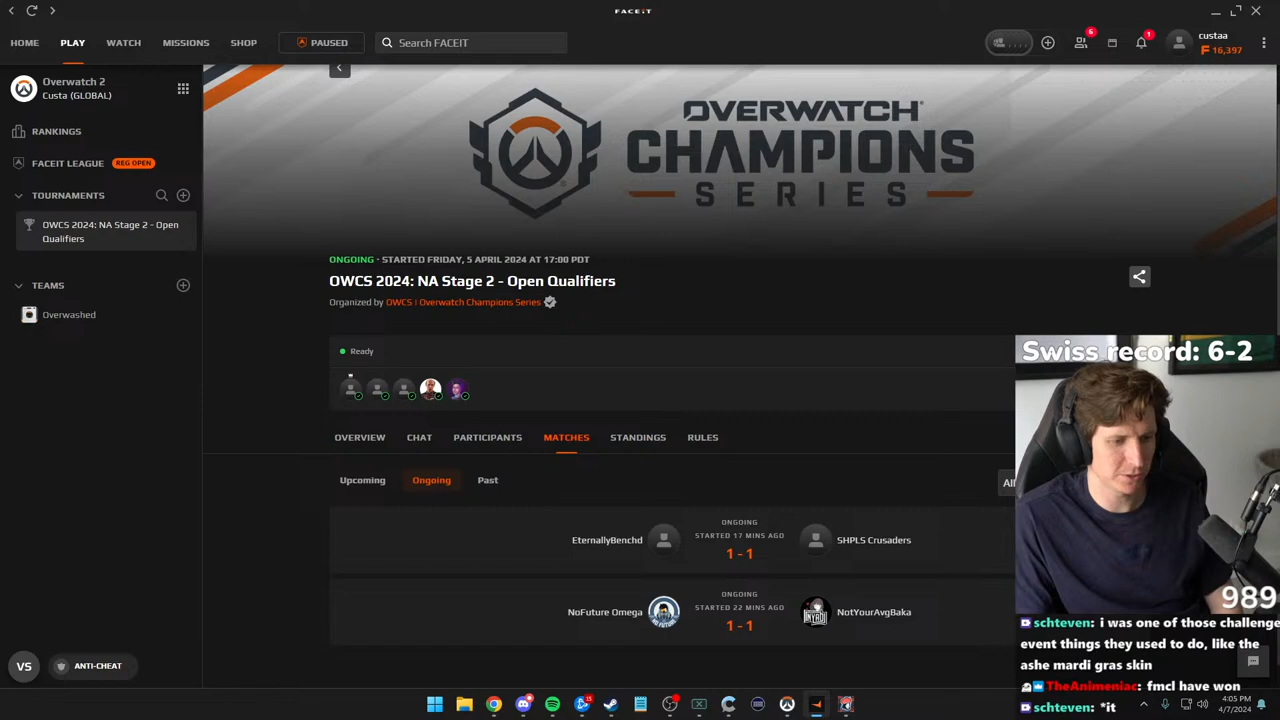 FACEIT
HOME
PLAY
WATCH
MISSIONS
SHOP
PAUSED
Search FACEIT
6
1
custaa
16,397
Overwatch 2
Custa (GLOBAL)
RANKINGS
FACEIT LEAGUE
REG OPEN
TOURNAMENTS
OWCS 2024: NA Stage 2 - Open
Qualifiers
TEAMS
Overwashed
OVERWATCH
CHAMPIONS
SERIES
ONGOING - STARTED FRIDAY, 5 APRIL 2024 AT 17:00 PDT
OWCS 2024: NA Stage 2 - Open Qualifiers
Organized by OWCS | Overwatch Champions Series
Ready
OVERVIEW
CHAT
PARTICIPANTS
MATCHES
STANDINGS
RULES
Upcoming
Ongoing
Past
All
ONGOING
STARTED 17 MINS AGO
EternallyBenchd
1 - 1
SHPLS Crusaders
ONGOING
STARTED 22 MINS AGO
NoFuture Omega
1 - 1
NotYourAvgBaka
Swiss record: 6-2
989
schteven: i was one of those challenge
event things they used to do, like the
ashe mardi gras skin
TheAnimeniac: fmcl have won
schteven: *it
VS
ANTI-CHEAT
15
4:05 PM
4/7/2024